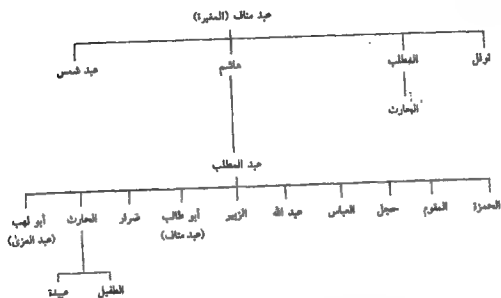 عبد مناف (المغيرة)
نوفل المطلب هاشم عبد شمس
الحارث
عبد المطلب
الحمزة المقوم حجل العباس عبد الله الزبير أبو طالب ضرار الحارث أبو لهب
(عبد مناف) (عبد العزى)
الطفيل عبيدة